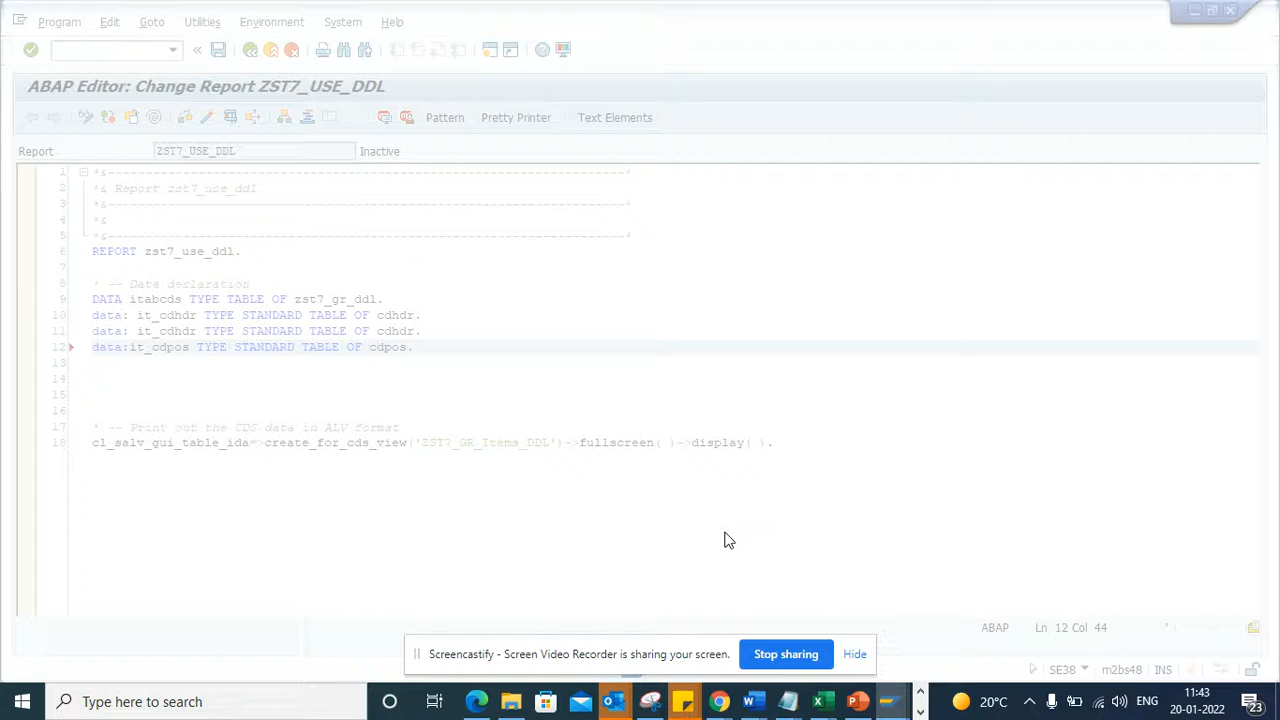 Program Edit Goto Utilities Environment System Help
ABAP Editor: Change Report ZST7_USE_DDL
Pattern Pretty Printer Text Elements
Report ZST7_USE_DDL Inactive
1 *&---------------------------------------------------------------------*
2 *& Report zst7_use_ddl
3 *&---------------------------------------------------------------------*
4 *&
5 *&---------------------------------------------------------------------*
6 REPORT zst7_use_ddl.
7
8 * -- Data declaration
9 DATA itabcds TYPE TABLE OF zst7_gr_ddl.
10 data: it_cdhdr TYPE STANDARD TABLE OF cdhdr.
11 data: it_cdhdr TYPE STANDARD TABLE OF cdhdr.
12 data:it_cdpos TYPE STANDARD TABLE OF cdpos.
13
14
15
16
17 * -- Print out the CDS data in ALV format
18 cl_salv_gui_table_ida=>create_for_cds_view('ZST7_GR_Items_DDL')->fullscreen( )->display( ).
ABAP Ln 12 Col 44
Screencastify - Screen Video Recorder is sharing your screen. Stop sharing Hide
SE38 m2bs48 INS
Type here to search
20°C ENG
11:43
20-01-2022
23